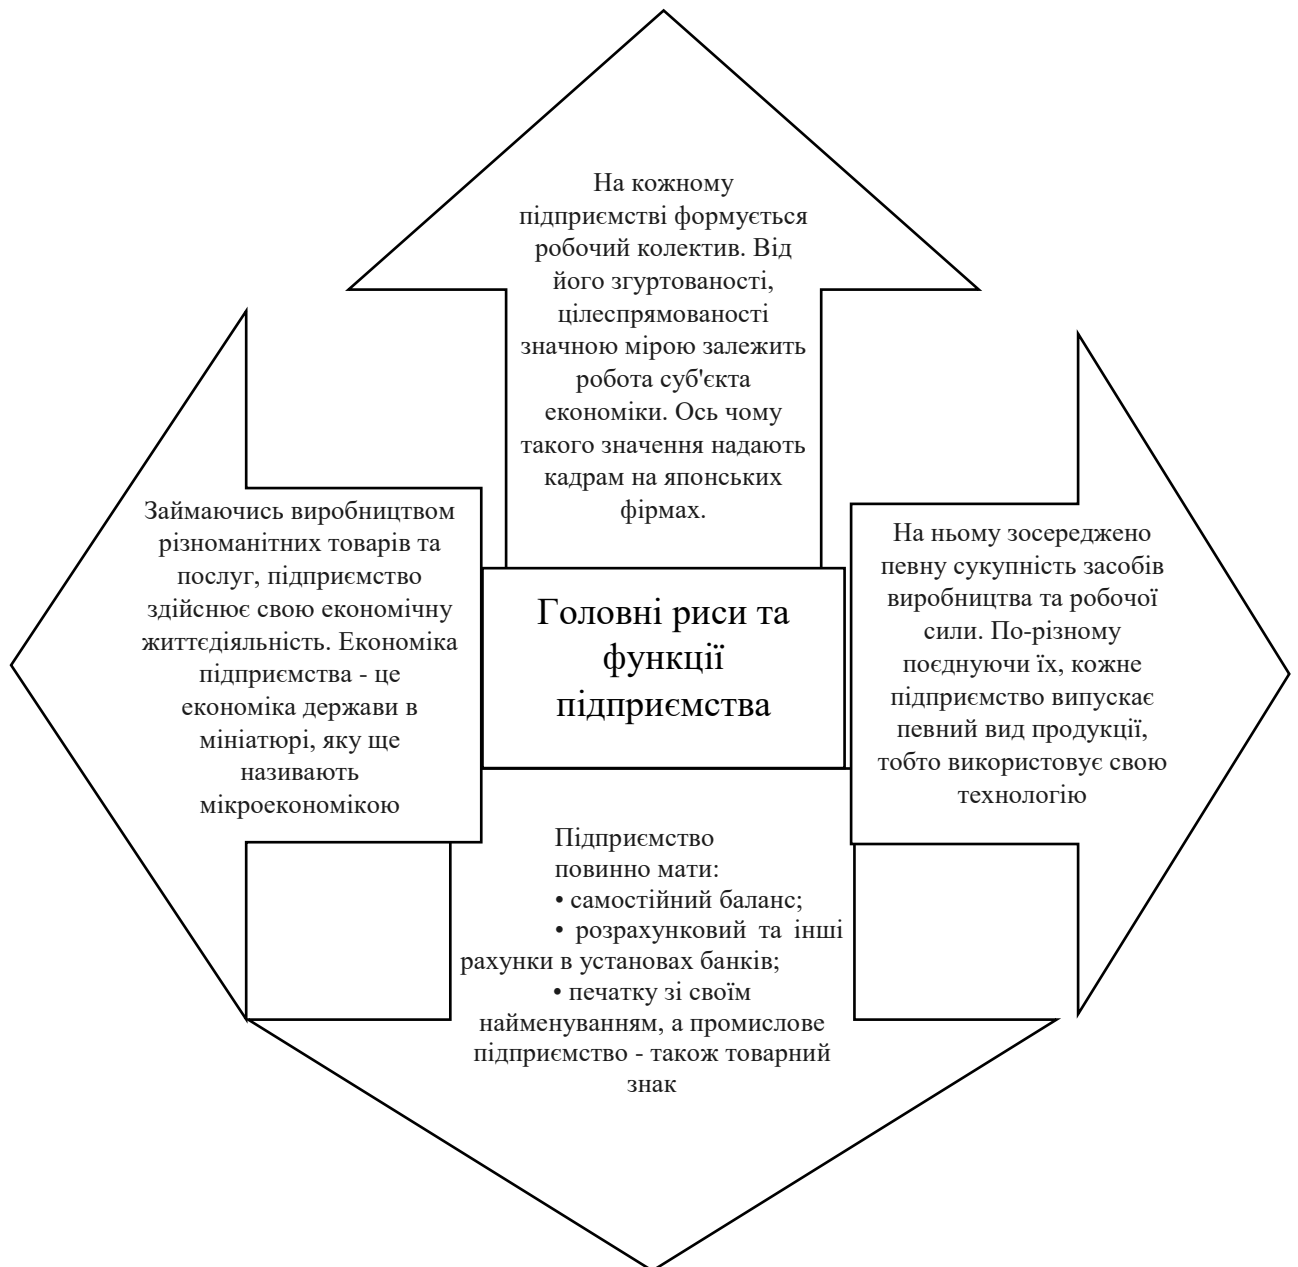 На кожному
підприємстві формується
робочий колектив. Від
його згуртованості,
цілеспрямованості
значною мірою залежить
робота суб'єкта
економіки. Ось чому
такого значення надають
кадрам на японських
фірмах.
Займаючись виробництвом
різноманітних товарів та
послуг, підприємство
здійснює свою економічну
життєдіяльність. Економіка
підприємства - це
економіка держави в
мініатюрі, яку ще
називають
мікроекономікою
Головні риси та
функції
підприємства
На ньому зосереджено
певну сукупність засобів
виробництва та робочої
сили. По-різному
поєднуючи їх, кожне
підприємство випускає
певний вид продукції,
тобто використовує свою
технологію
Підприємство
повинно мати:
• самостійний баланс;
• розрахунковий та інші
рахунки в установах банків;
• печатку зі своїм
найменуванням, а промислове
підприємство - також товарний
знак